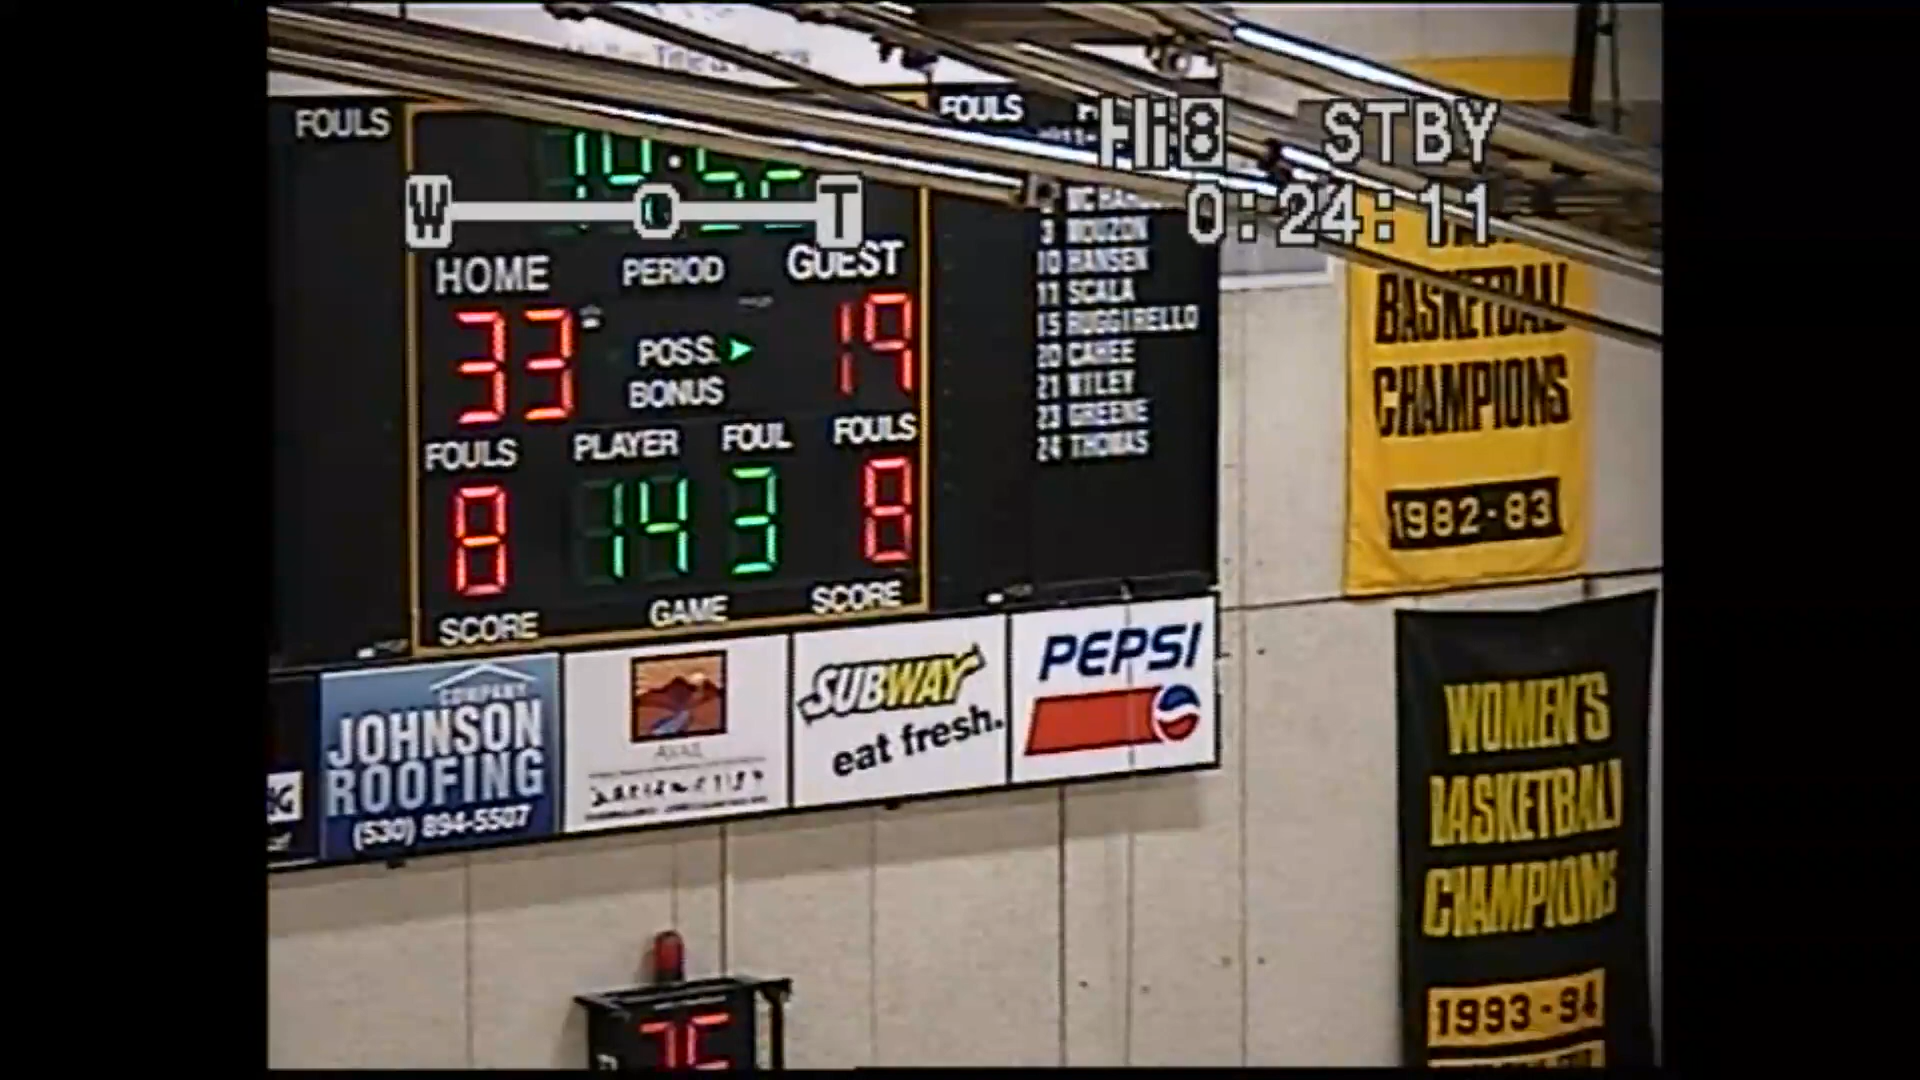 FOULS
FOULS
Hi8 STBY
0:24:11
W T
HOME PERIOD GUEST
33 19
POSS.
BONUS
FOULS PLAYER FOUL FOULS
8 14 3 8
SCORE GAME SCORE
3 MOUZON
10 HANSEN
11 SCALA
15 RUGGIRELLO
20 CAHEE
21 WILEY
23 GREENE
24 THOMAS
BASKETBALL
CHAMPIONS
1982-83
COMPANY
JOHNSON
ROOFING
(530) 894-5507
SUBWAY
eat fresh.
PEPSI
WOMEN'S
BASKETBALL
CHAMPIONS
1993-94